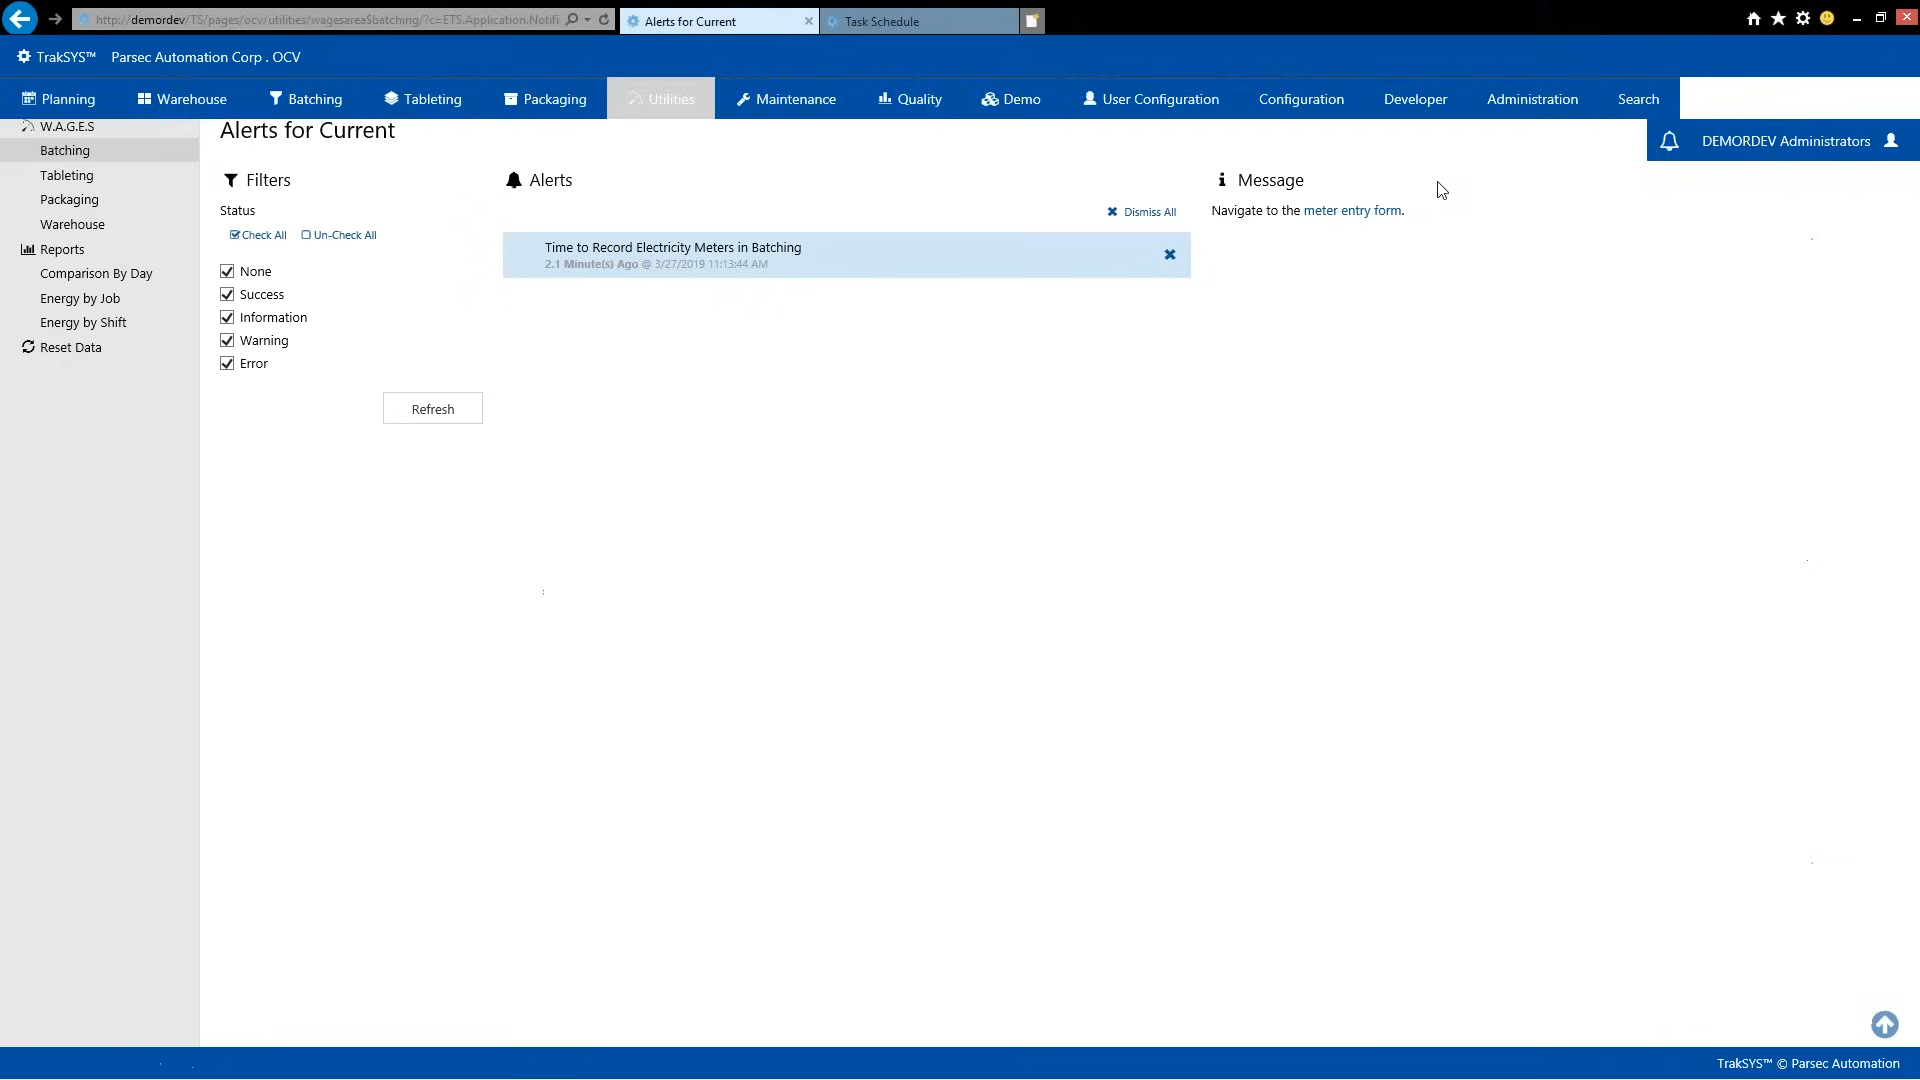 http://demordev/TS/pages/ocv/utilities/wagesarea$batching/?c=ETS.Application.Notifi
Alerts for Current
Task Schedule
TrakSYS™ Parsec Automation Corp . OCV
Planning
Warehouse
Batching
Tableting
Packaging
Utilities
Maintenance
Quality
Demo
User Configuration
Configuration
Developer
Administration
Search
DEMORDEV Administrators
W.A.G.E.S
Batching
Tableting
Packaging
Warehouse
Reports
Comparison By Day
Energy by Job
Energy by Shift
Reset Data
Alerts for Current
Filters
Status
Check All
Un-Check All
None
Success
Information
Warning
Error
Refresh
Alerts
Dismiss All
Time to Record Electricity Meters in Batching
2.1 Minute(s) Ago @ 3/27/2019 11:13:44 AM
Message
Navigate to the meter entry form.
TrakSYS™ © Parsec Automation